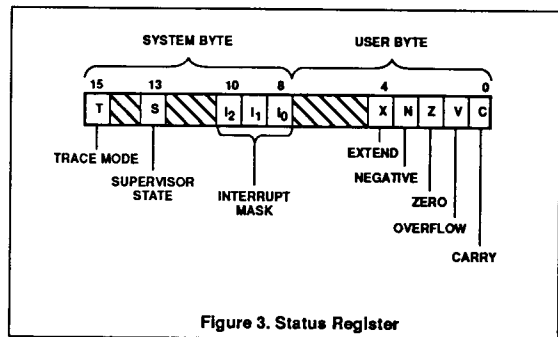 SYSTEM BYTE USER BYTE
15 13 10 8 4 0
T S I2 I1 I0 X N Z V C
TRACE MODE
EXTEND
SUPERVISOR
STATE
INTERRUPT
MASK
NEGATIVE
ZERO
OVERFLOW
CARRY
Figure 3. Status Register